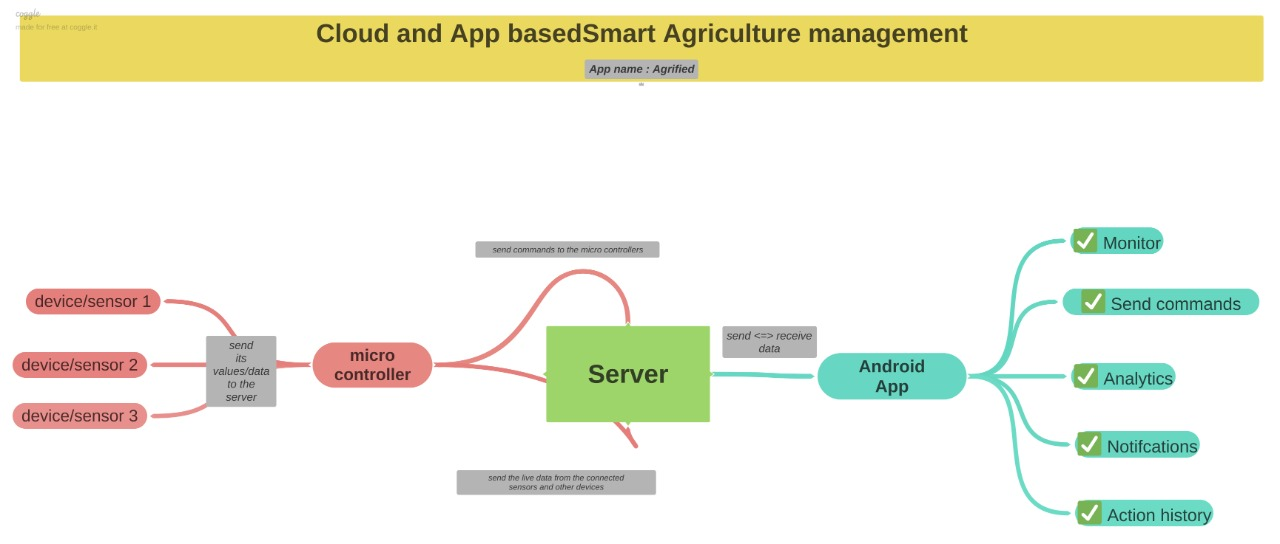 coggle
made for free at coggle.it
Cloud and App basedSmart Agriculture management
App name : Agrified
send commands to the micro controllers
device/sensor 1
device/sensor 2
device/sensor 3
send
its
values/data
to the
server
micro
controller
Server
send the live data from the connected
sensors and other devices
send <=> receive
data
Android
App
Monitor
Send commands
Analytics
Notifcations
Action history